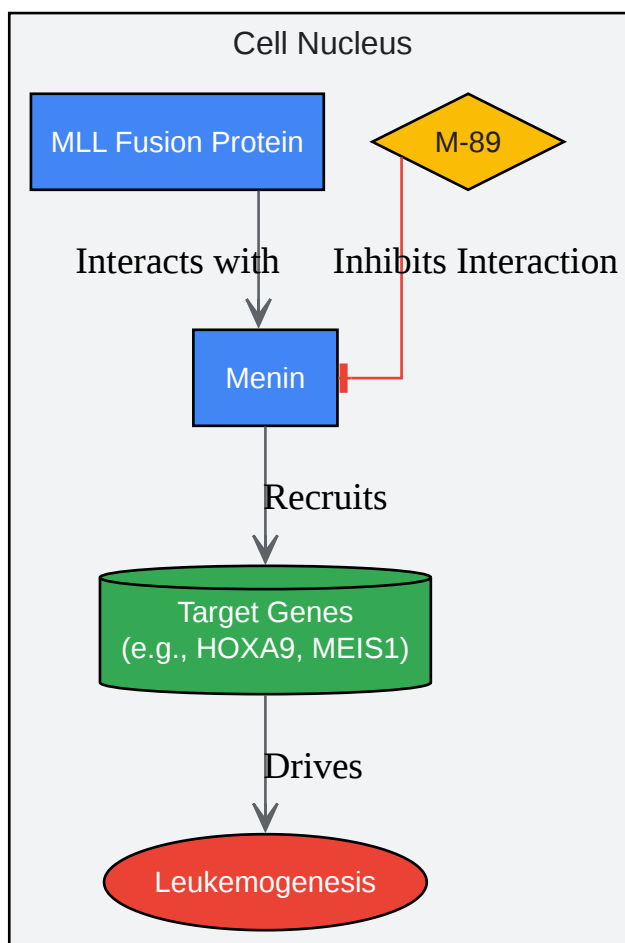 Cell Nucleus
MLL Fusion Protein
M-89
Interacts with
Inhibits Interaction
Menin
Recruits
Target Genes
(e.g., HOXA9, MEIS1)
Drives
Leukemogenesis